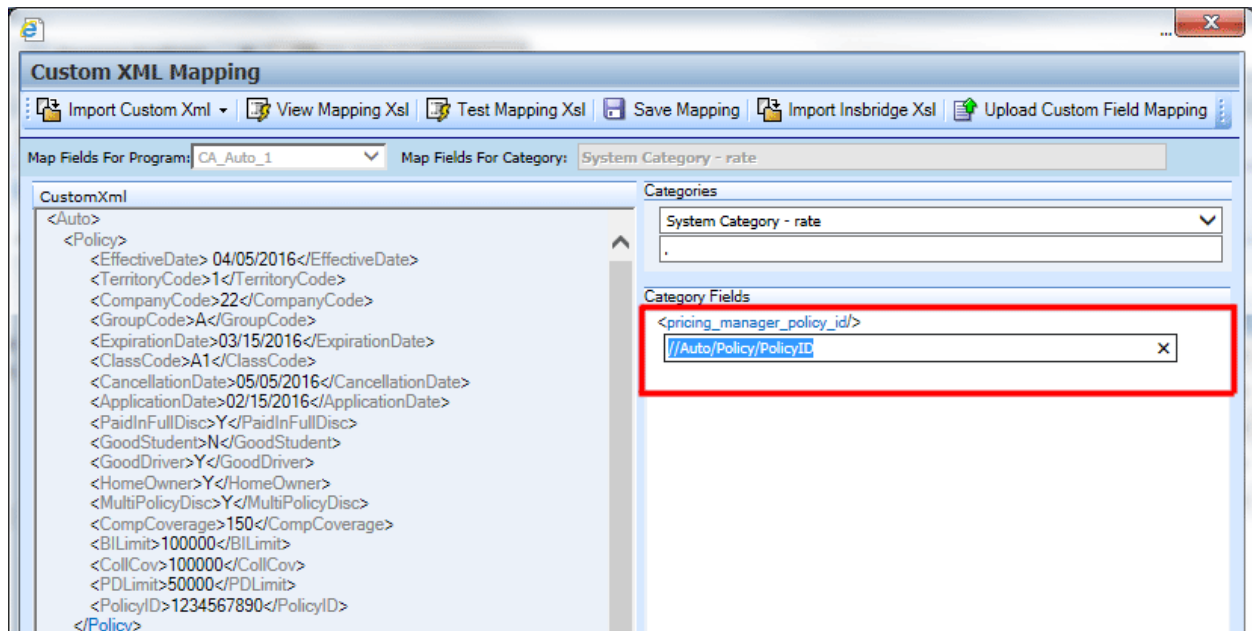 ...
Custom XML Mapping
Import Custom Xml View Mapping Xsl Test Mapping Xsl Save Mapping Import Insbridge Xsl Upload Custom Field Mapping
Map Fields For Program: CA_Auto_1 Map Fields For Category: System Category - rate
CustomXml
<Auto>
<Policy>
<EffectiveDate> 04/05/2016</EffectiveDate>
<TerritoryCode>1</TerritoryCode>
<CompanyCode>22</CompanyCode>
<GroupCode>A</GroupCode>
<ExpirationDate>03/15/2016</ExpirationDate>
<ClassCode>A1</ClassCode>
<CancellationDate>05/05/2016</CancellationDate>
<ApplicationDate>02/15/2016</ApplicationDate>
<PaidInFullDisc>Y</PaidInFullDisc>
<GoodStudent>N</GoodStudent>
<GoodDriver>Y</GoodDriver>
<HomeOwner>Y</HomeOwner>
<MultiPolicyDisc>Y</MultiPolicyDisc>
<CompCoverage>150</CompCoverage>
<BILimit>100000</BILimit>
<CollCov>100000</CollCov>
<PDLimit>50000</PDLimit>
<PolicyID>1234567890</PolicyID>
</Policy>
Categories
System Category - rate
.
Category Fields
<pricing_manager_policy_id/>
//Auto/Policy/PolicyID